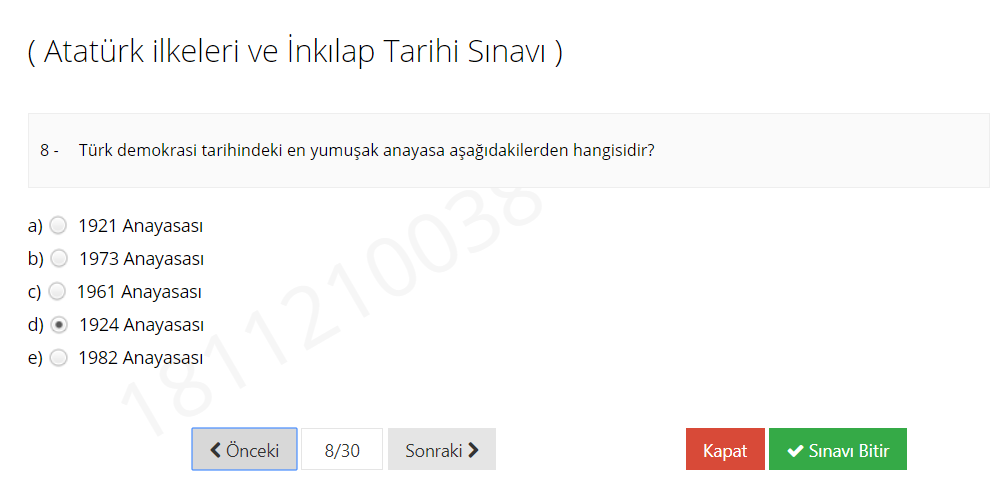 ( Atatürk ilkeleri ve İnkılap Tarihi Sınavı )
8 - Türk demokrasi tarihindeki en yumuşak anayasa aşağıdakilerden hangisidir?
a) 1921 Anayasası
b) 1973 Anayasası
c) 1961 Anayasası
d) 1924 Anayasası
e) 1982 Anayasası
1811210038
Önceki 8/30 Sonraki Kapat Sınavı Bitir